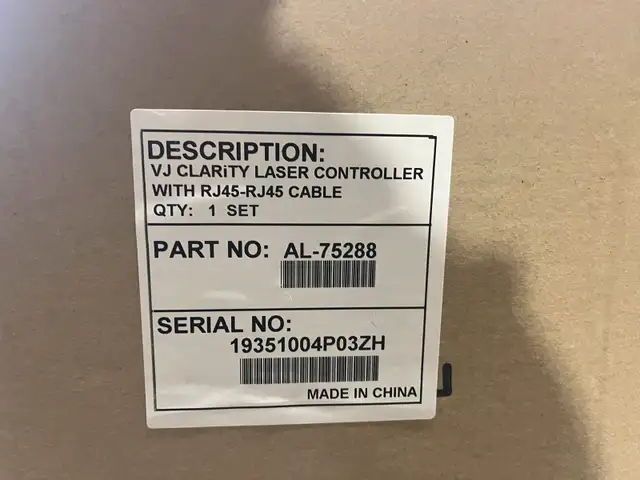 DESCRIPTION:
VJ CLARiTY LASER CONTROLLER
WITH RJ45-RJ45 CABLE
QTY: 1 SET
PART NO: AL-75288
SERIAL NO:
19351004P03ZH
MADE IN CHINA